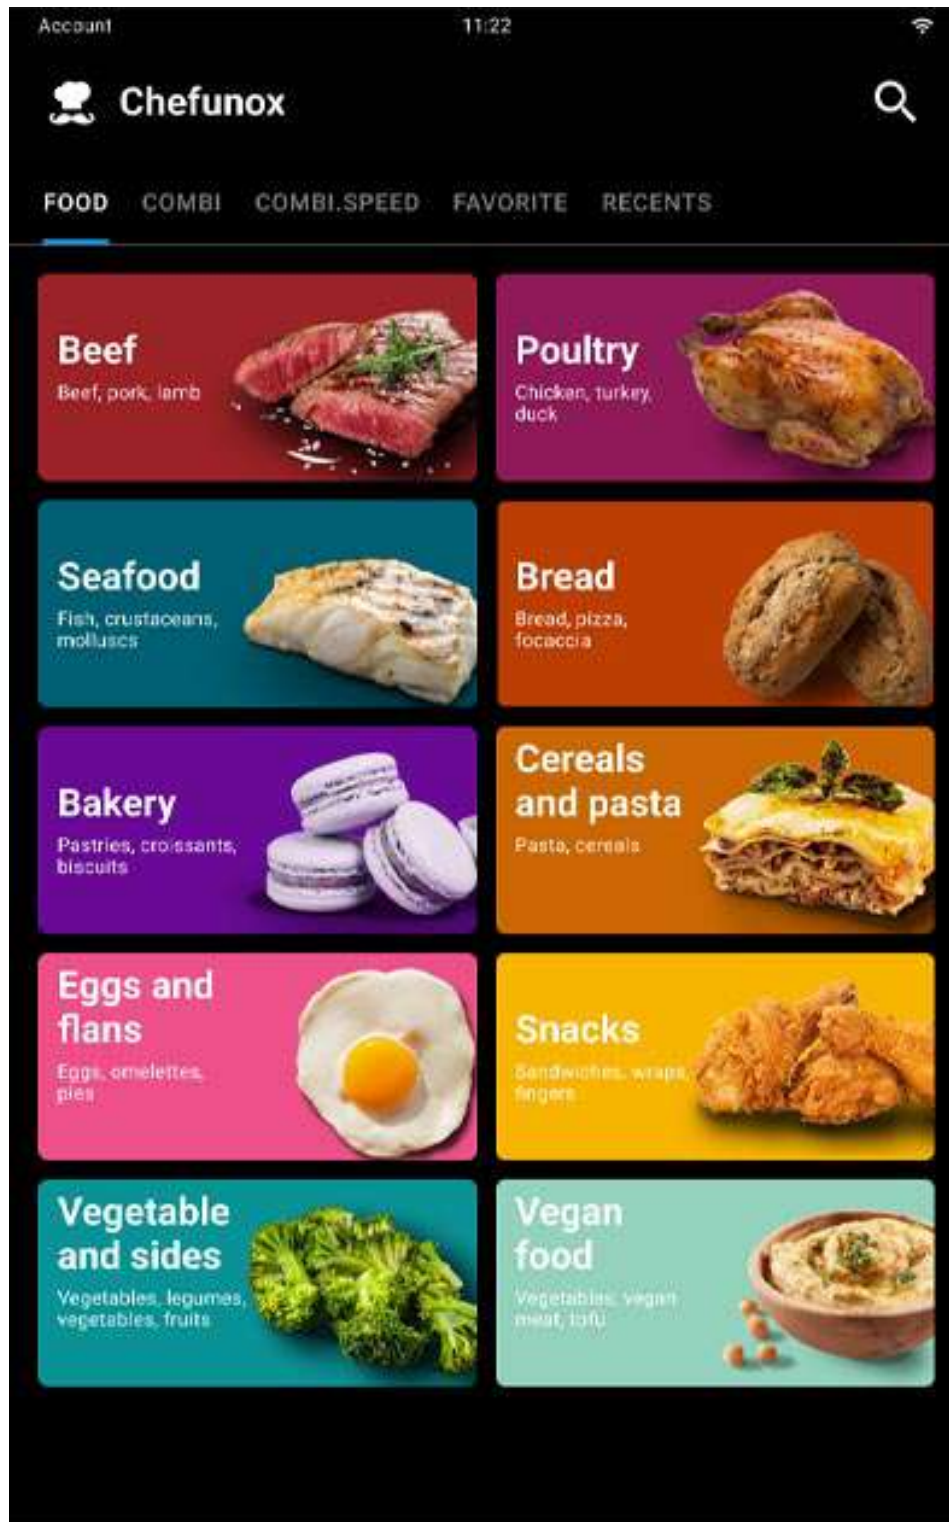 Account
11:22
Chefunox
FOOD
COMBI
COMBI.SPEED
FAVORITE
RECENTS
Beef
Beef, pork, lamb
Poultry
Chicken, turkey,
duck
Seafood
Fish, crustaceans,
molluscs
Bread
Bread, pizza,
focaccia
Bakery
Pastries, croissants,
biscuits
Cereals
and pasta
Pasta, cereals
Eggs and
flans
Eggs, omelettes,
pies
Snacks
Sandwiches, wraps,
fingers
Vegetable
and sides
Vegetables, legumes,
vegetables, fruits
Vegan
food
Vegetables, vegan
meat, tofu